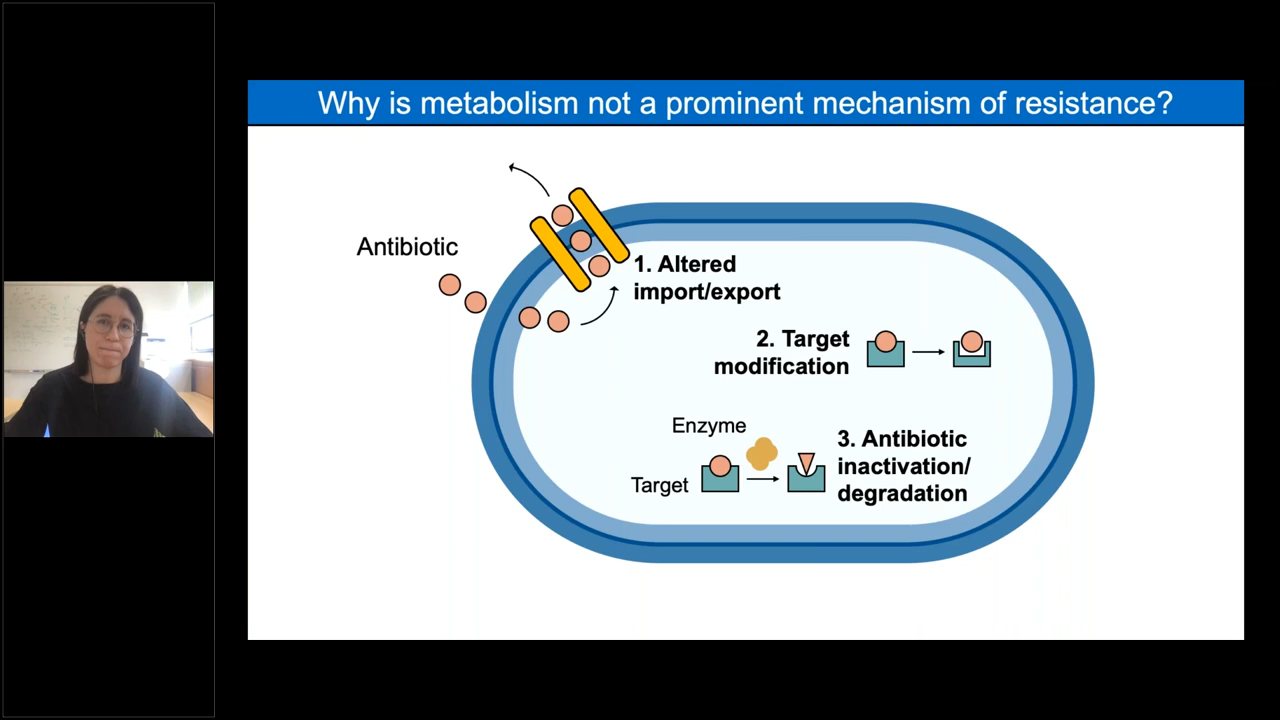 Why is metabolism not a prominent mechanism of resistance?
Antibiotic
1. Altered
import/export
2. Target
modification
Enzyme
Target
3. Antibiotic
inactivation/
degradation